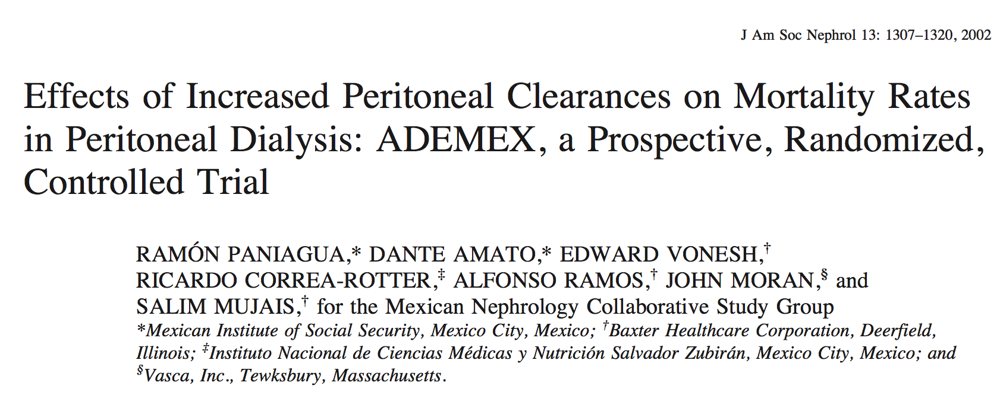 J Am Soc Nephrol 13: 1307–1320, 2002
Effects of Increased Peritoneal Clearances on Mortality Rates
in Peritoneal Dialysis: ADEMEX, a Prospective, Randomized,
Controlled Trial
RAMÓN PANIAGUA,* DANTE AMATO,* EDWARD VONESH,†
RICARDO CORREA-ROTTER,‡ ALFONSO RAMOS,† JOHN MORAN,§ and
SALIM MUJAIS,† for the Mexican Nephrology Collaborative Study Group
*Mexican Institute of Social Security, Mexico City, Mexico; †Baxter Healthcare Corporation, Deerfield,
Illinois; ‡Instituto Nacional de Ciencias Médicas y Nutrición Salvador Zubirán, Mexico City, Mexico; and
§Vasca, Inc., Tewksbury, Massachusetts.